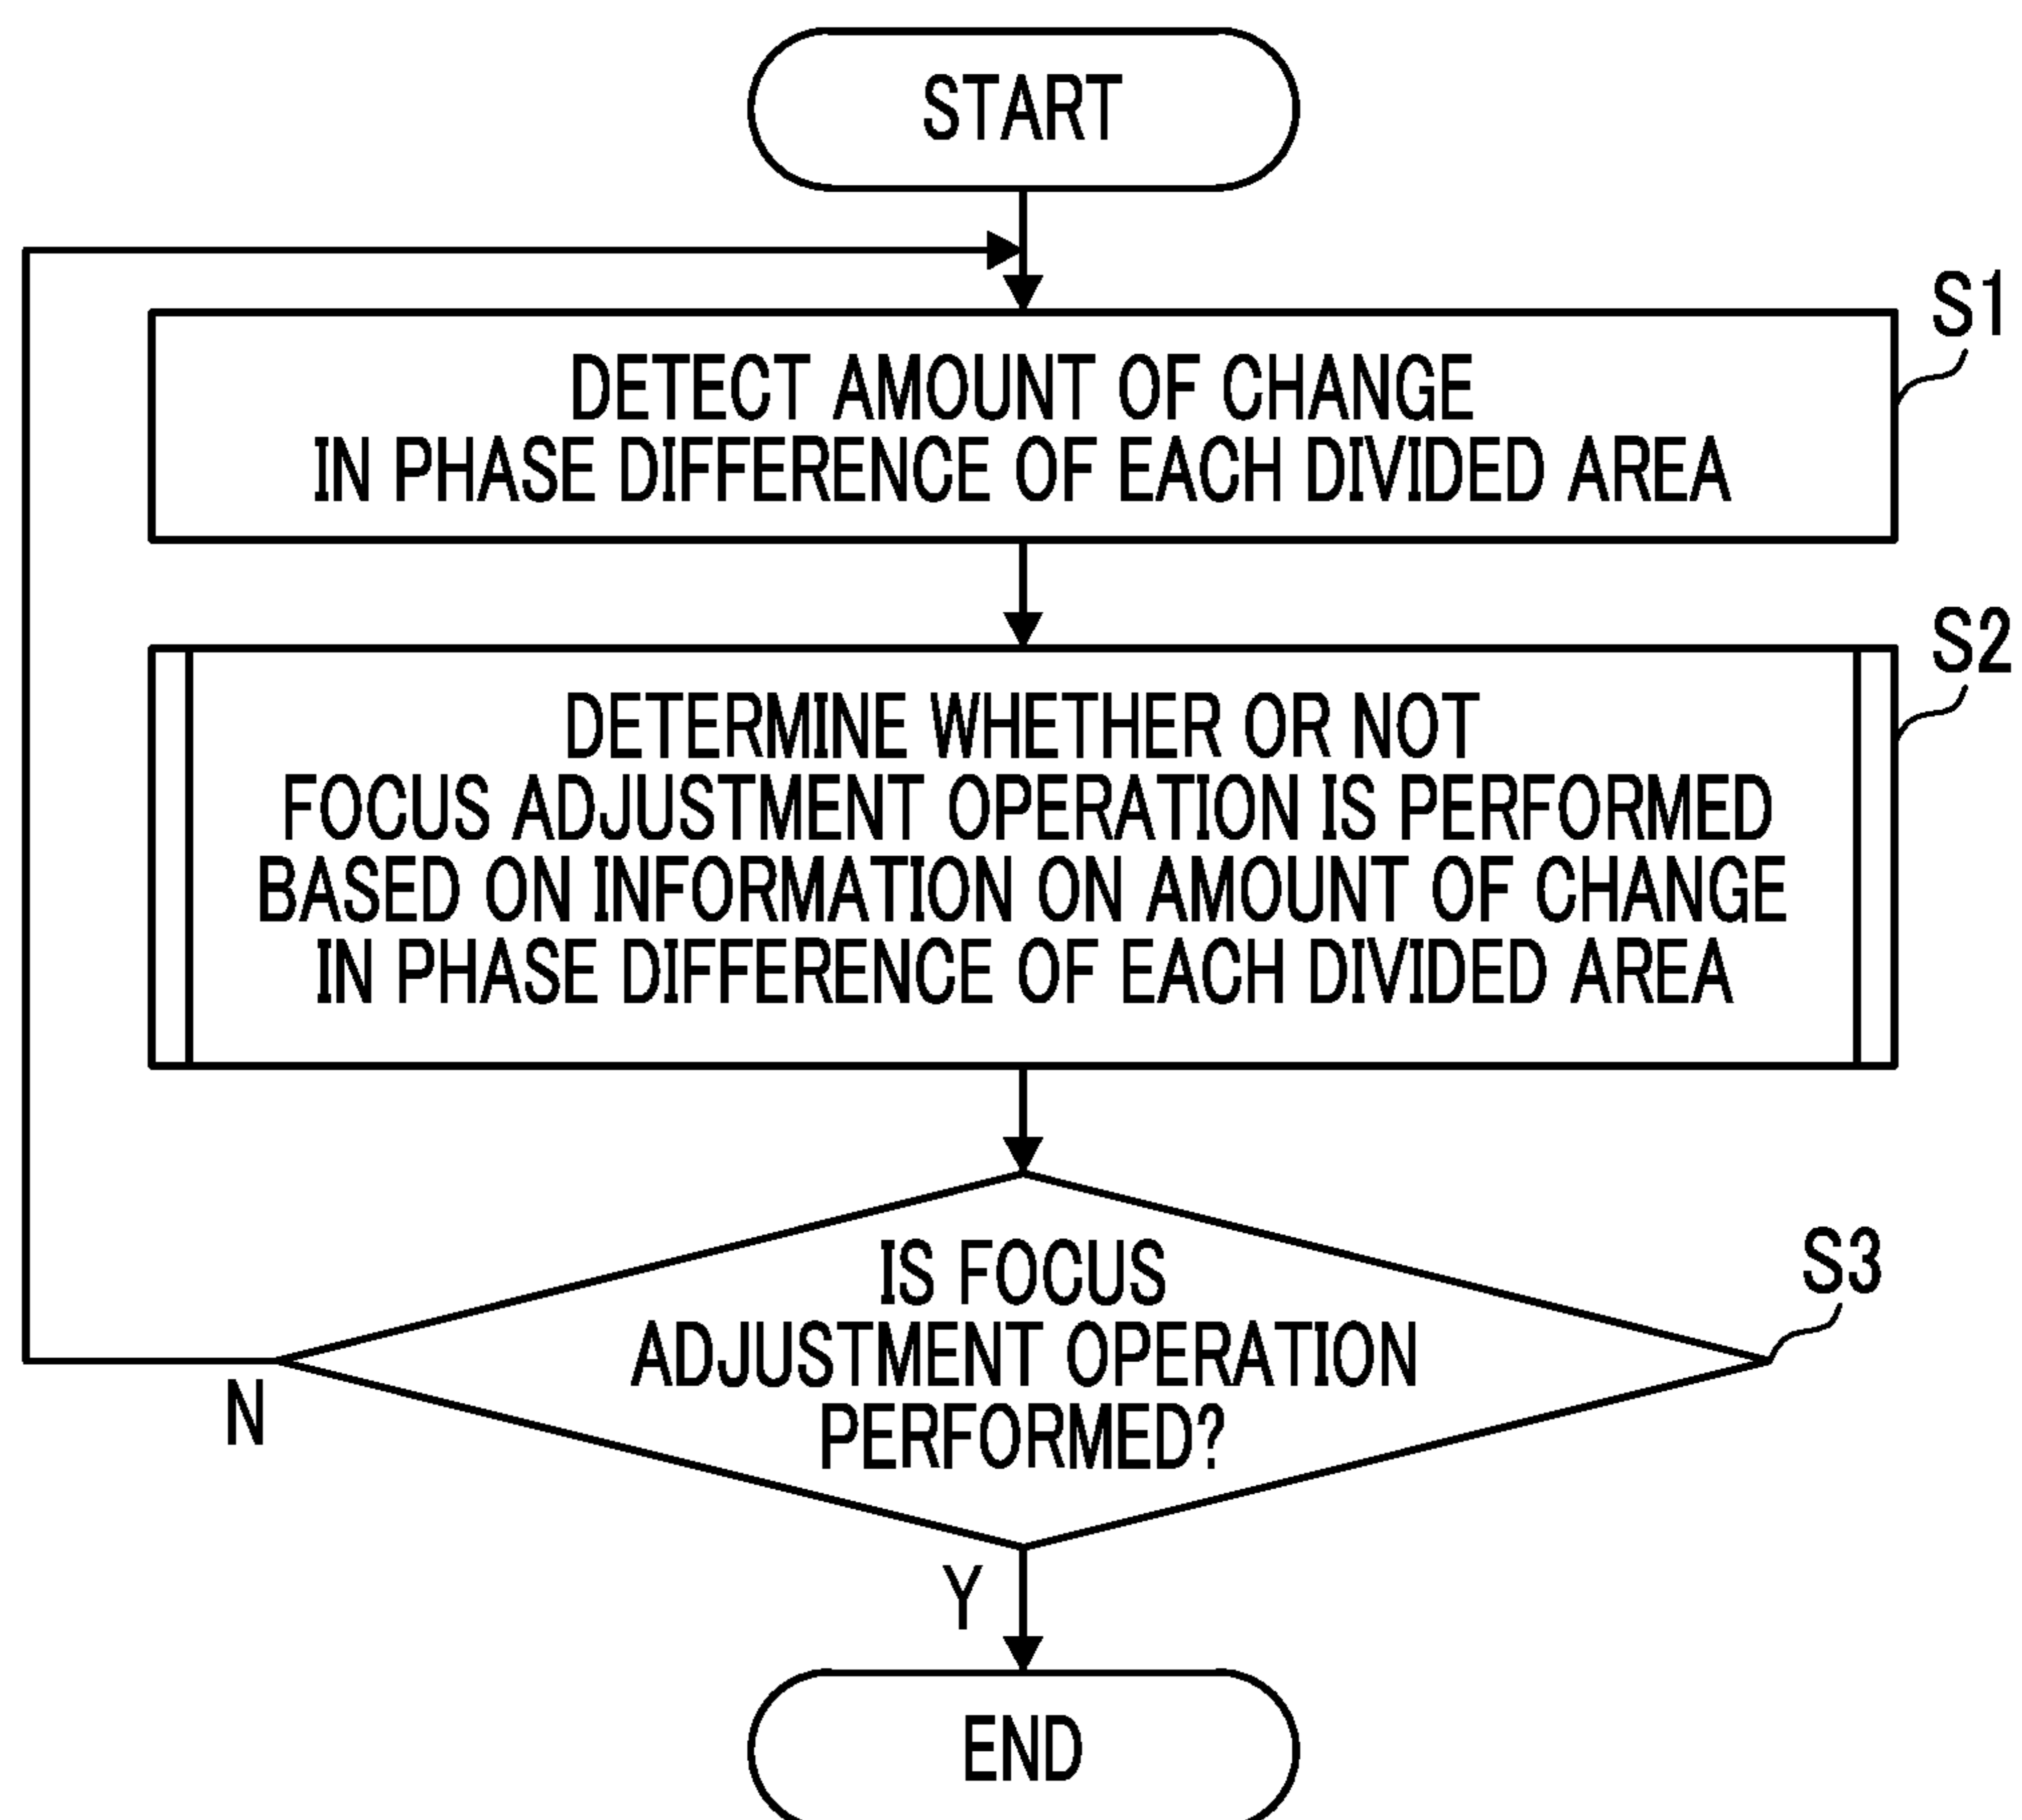 START
S1
DETECT AMOUNT OF CHANGE
IN PHASE DIFFERENCE OF EACH DIVIDED AREA
S2
DETERMINE WHETHER OR NOT
FOCUS ADJUSTMENT OPERATION IS PERFORMED
BASED ON INFORMATION ON AMOUNT OF CHANGE
IN PHASE DIFFERENCE OF EACH DIVIDED AREA
S3
IS FOCUS
ADJUSTMENT OPERATION
PERFORMED?
N
Y
END